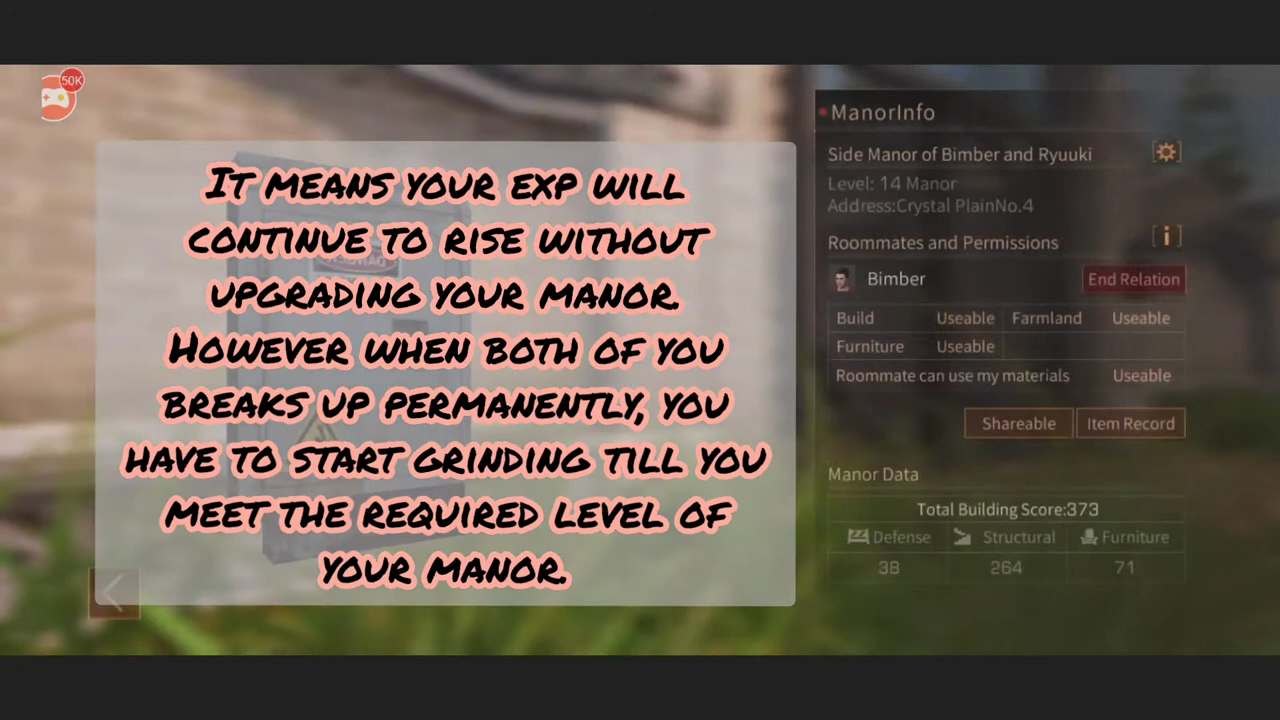 50K
It means your exp will
continue to rise without
upgrading your manor.
However when both of you
breaks up permanently, you
have to start grinding till you
meet the required level of
your manor.
DANGER
ManorInfo
Side Manor of Bimber and Ryuuki
Level: 14 Manor
Address:Crystal PlainNo.4
Roommates and Permissions
Bimber End Relation
Build Useable Farmland Useable
Furniture Useable
Roommate can use my materials Useable
Shareable Item Record
Manor Data
Total Building Score:373
Defense Structural Furniture
38 264 71